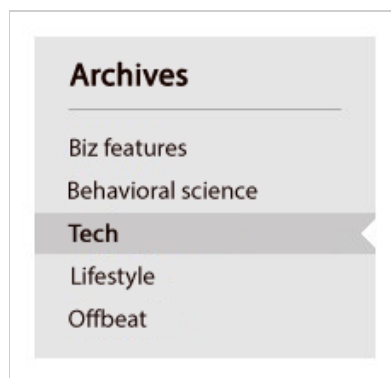 Archives
Biz features
Behavioral science
Tech
Lifestyle
Offbeat